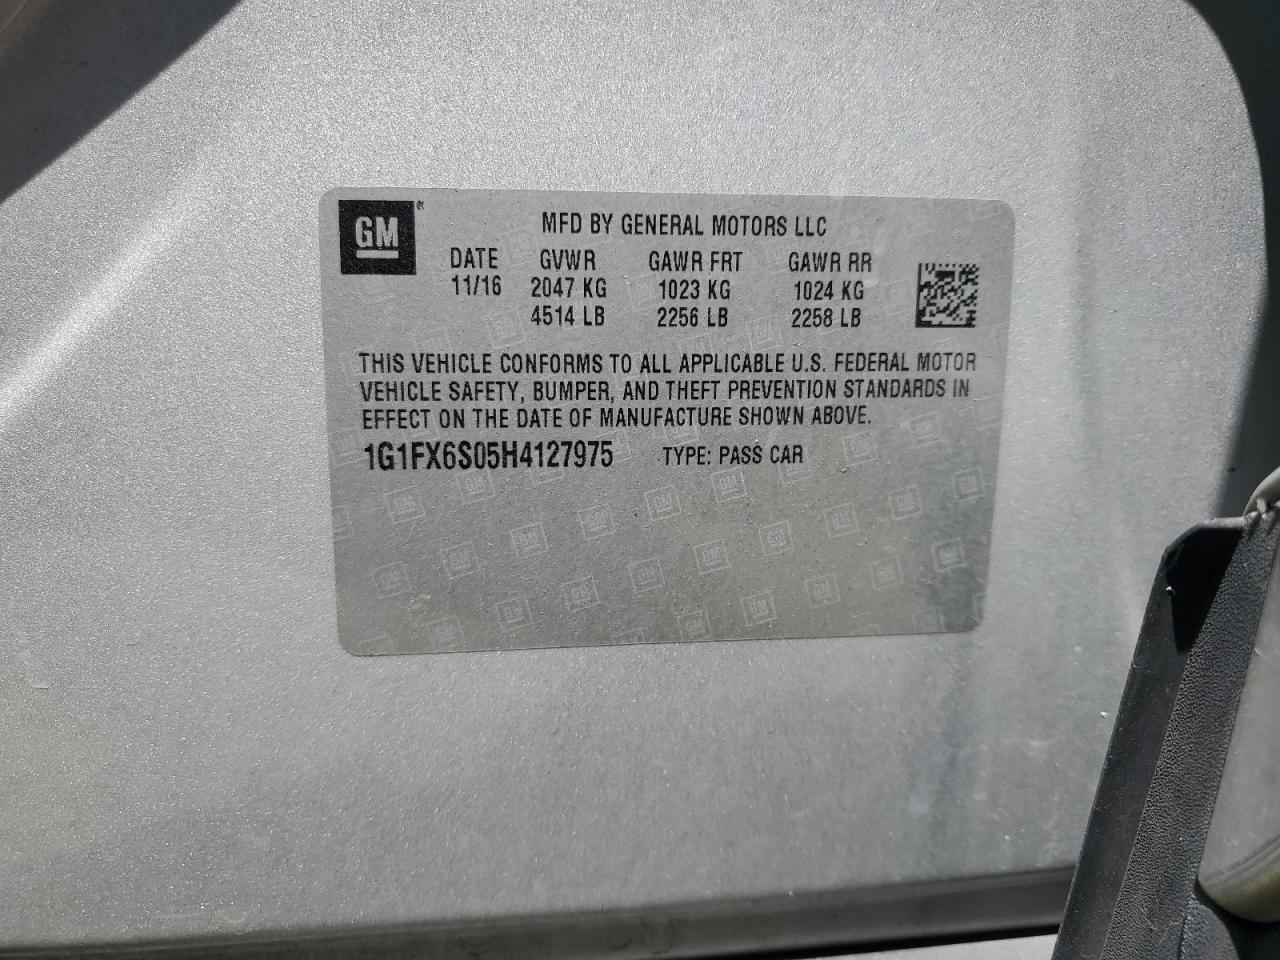 GM
MFD BY GENERAL MOTORS LLC
DATE GVWR GAWR FRT GAWR RR
11/16 2047 KG 1023 KG 1024 KG
4514 LB 2256 LB 2258 LB
THIS VEHICLE CONFORMS TO ALL APPLICABLE U.S. FEDERAL MOTOR
VEHICLE SAFETY, BUMPER, AND THEFT PREVENTION STANDARDS IN
EFFECT ON THE DATE OF MANUFACTURE SHOWN ABOVE.
1G1FX6S05H4127975 TYPE: PASS CAR